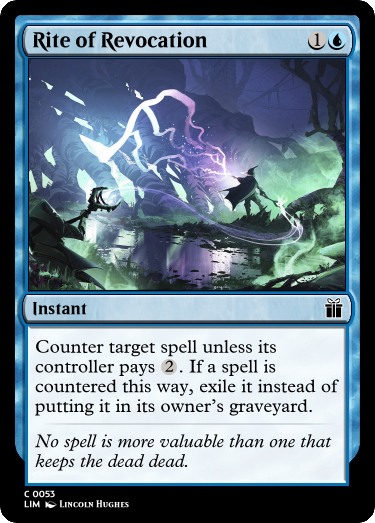 Rite of Revocation 1
Instant
Counter target spell unless its
controller pays 2. If a spell is
countered this way, exile it instead of
putting it in its owner's graveyard.
No spell is more valuable than one that
keeps the dead dead.
C 0053
LIM Lincoln Hughes